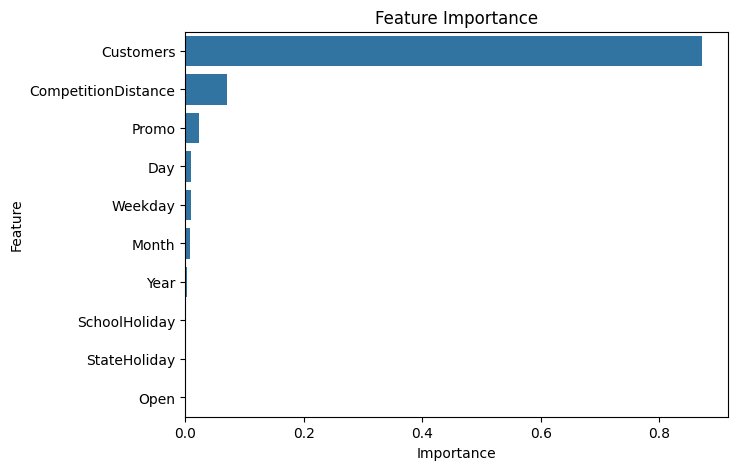 Feature Importance
Customers
CompetitionDistance
Promo
Day
Weekday
Month
Year
SchoolHoliday
StateHoliday
Open
Feature
0.0 0.2 0.4 0.6 0.8
Importance